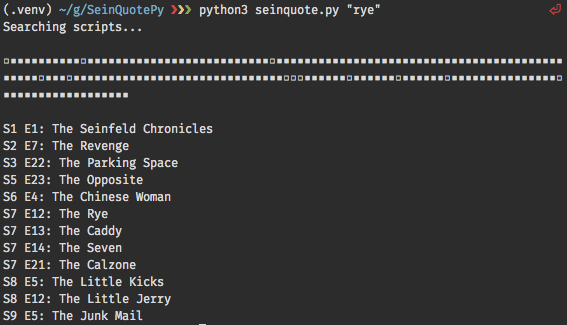 (.venv) ~/g/SeinQuotePy ❯❯❯ python3 seinquote.py "rye"
Searching scripts...
S1 E1: The Seinfeld Chronicles
S2 E7: The Revenge
S3 E22: The Parking Space
S5 E23: The Opposite
S6 E4: The Chinese Woman
S7 E12: The Rye
S7 E13: The Caddy
S7 E14: The Seven
S7 E21: The Calzone
S8 E5: The Little Kicks
S8 E12: The Little Jerry
S9 E5: The Junk Mail